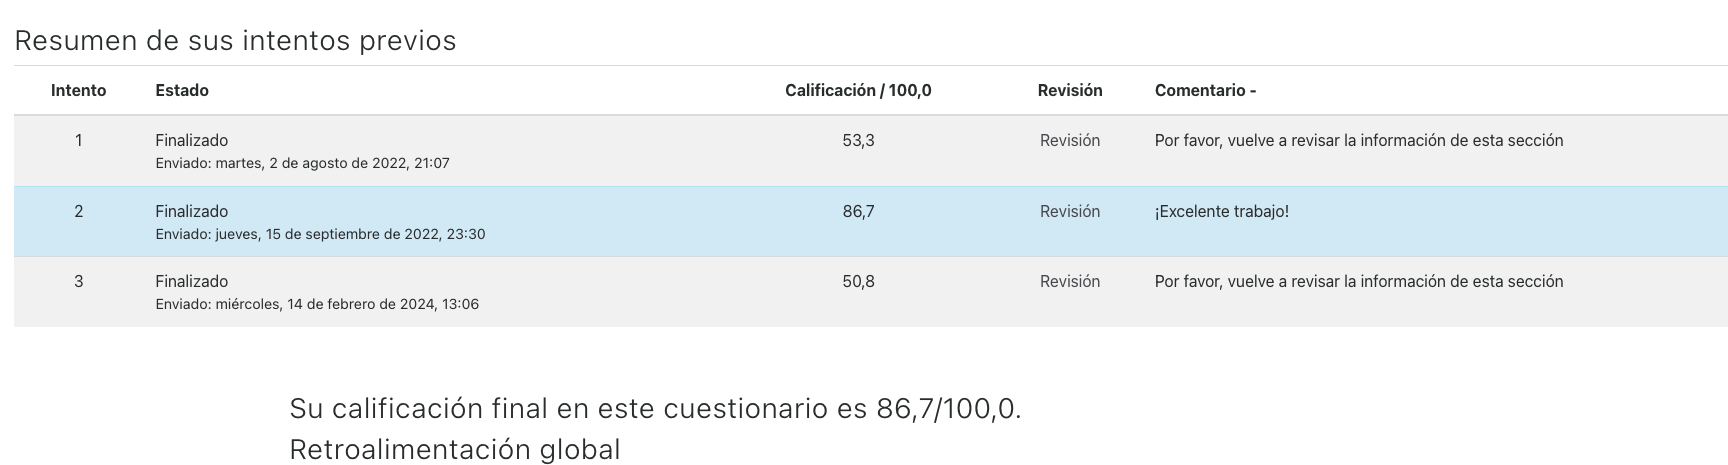 Resumen de sus intentos previos
Intento Estado Calificación / 100,0 Revisión Comentario -
1 Finalizado 53,3 Revisión Por favor, vuelve a revisar la información de esta sección
Enviado: martes, 2 de agosto de 2022, 21:07
2 Finalizado 86,7 Revisión ¡Excelente trabajo!
Enviado: jueves, 15 de septiembre de 2022, 23:30
3 Finalizado 50,8 Revisión Por favor, vuelve a revisar la información de esta sección
Enviado: miércoles, 14 de febrero de 2024, 13:06
Su calificación final en este cuestionario es 86,7/100,0.
Retroalimentación global